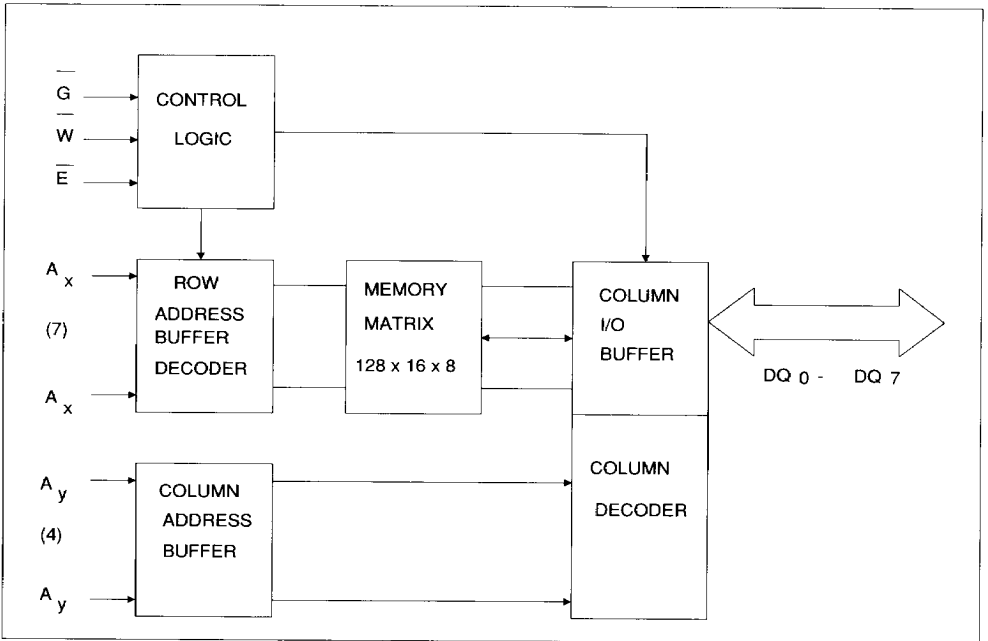 G̅
W̅
E̅
CONTROL
LOGIC
A x
(7)
A x
ROW
ADDRESS
BUFFER
DECODER
MEMORY
MATRIX
128 x 16 x 8
COLUMN
I/O
BUFFER
DQ 0 - DQ 7
A y
(4)
A y
COLUMN
ADDRESS
BUFFER
COLUMN
DECODER